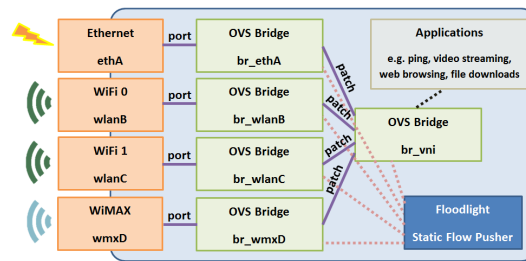 Ethernet
ethA
port
OVS Bridge
br_ethA
Applications
e.g. ping, video streaming,
web browsing, file downloads
patch
WiFi 0
wlanB
port
OVS Bridge
br_wlanB
patch
OVS Bridge
br_vni
WiFi 1
wlanC
port
OVS Bridge
br_wlanC
patch
WiMAX
wmxD
port
OVS Bridge
br_wmxD
patch
Floodlight
Static Flow Pusher